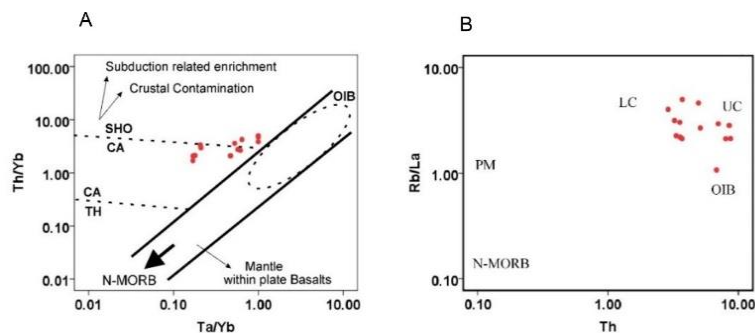 A
B
100.00
10.00
1.00
0.10
0.01
Th/Yb
Subduction related enrichment
Crustal Contamination
SHO
CA
CA
TH
OIB
N-MORB
Mantle
within plate Basalts
0.01
0.10
1.00
10.00
Ta/Yb
10.00
1.00
0.10
Rb/La
LC
UC
PM
OIB
N-MORB
0.10
1.00
10.00
Th